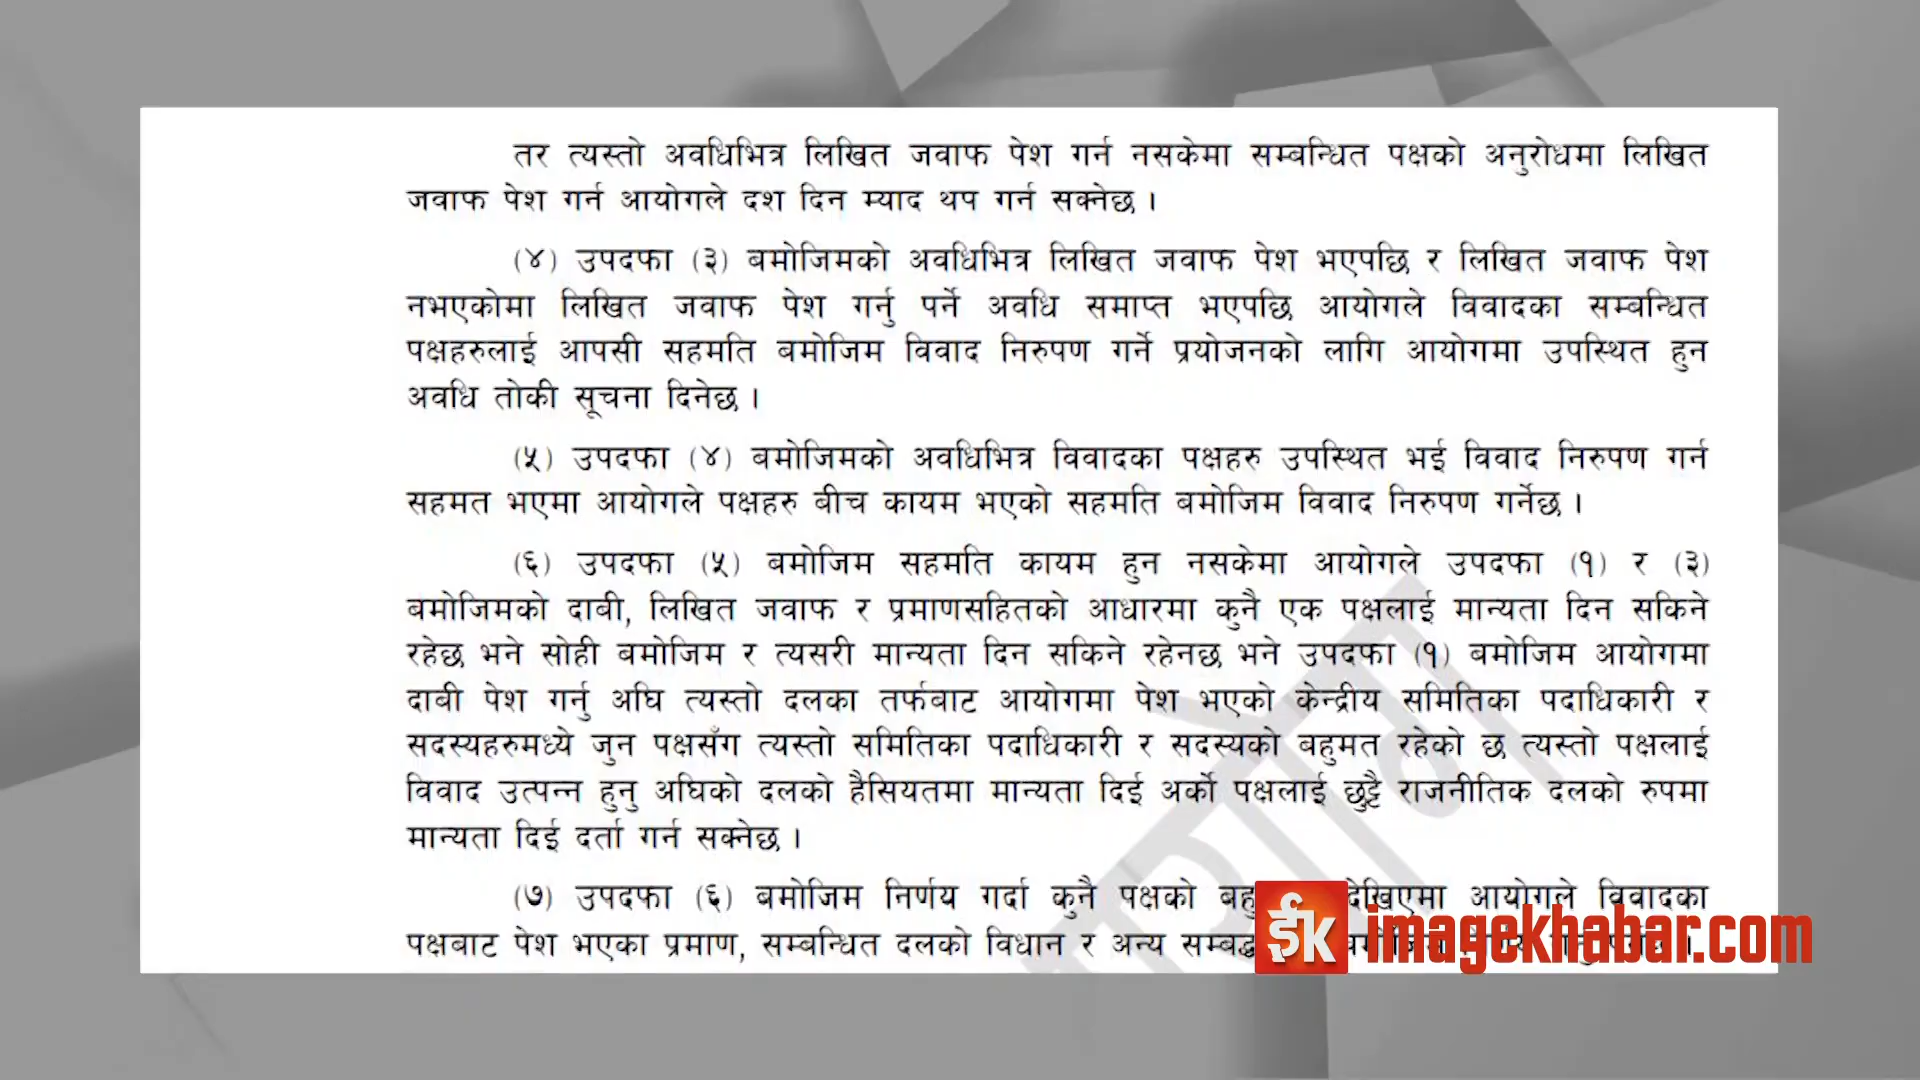 तर त्यस्तो अवधिभित्र लिखित जवाफ पेश गर्न नसकेमा सम्बन्धित पक्षको अनुरोधमा लिखित
जवाफ पेश गर्न आयोगले दश दिन म्याद थप गर्न सक्नेछ ।
(४) उपदफा (३) बमोजिमको अवधिभित्र लिखित जवाफ पेश भएपछि र लिखित जवाफ पेश
नभएकोमा लिखित जवाफ पेश गर्नु पर्ने अवधि समाप्त भएपछि आयोगले विवादका सम्बन्धित
पक्षहरुलाई आपसी सहमति बमोजिम विवाद निरुपण गर्ने प्रयोजनको लागि आयोगमा उपस्थित हुन
अवधि तोकी सूचना दिनेछ ।
(५) उपदफा (४) बमोजिमको अवधिभित्र विवादका पक्षहरु उपस्थित भई विवाद निरुपण गर्न
सहमत भएमा आयोगले पक्षहरु बीच कायम भएको सहमति बमोजिम विवाद निरुपण गर्नेछ ।
(६) उपदफा (५) बमोजिम सहमति कायम हुन नसकेमा आयोगले उपदफा (१) र (३)
बमोजिमको दाबी, लिखित जवाफ र प्रमाणसहितको आधारमा कुनै एक पक्षलाई मान्यता दिन सकिने
रहेछ भने सोही बमोजिम र त्यसरी मान्यता दिन सकिने रहेनछ भने उपदफा (१) बमोजिम आयोगमा
दाबी पेश गर्नु अघि त्यस्तो दलका तर्फबाट आयोगमा पेश भएको केन्द्रीय समितिका पदाधिकारी र
सदस्यहरुमध्ये जुन पक्षसँग त्यस्तो समितिका पदाधिकारी र सदस्यको बहुमत रहेको छ त्यस्तो पक्षलाई
विवाद उत्पन्न हुनु अघिको दलको हैसियतमा मान्यता दिई अर्को पक्षलाई छुट्टै राजनीतिक दलको रुपमा
मान्यता दिई दर्ता गर्न सक्नेछ ।
(७) उपदफा (६) बमोजिम निर्णय गर्दा कुनै पक्षको देखिएमा आयोगले विवादका
पक्षबाट पेश भएका प्रमाण, सम्बन्धित दलको विधान र अन्य
imagekhabar.com